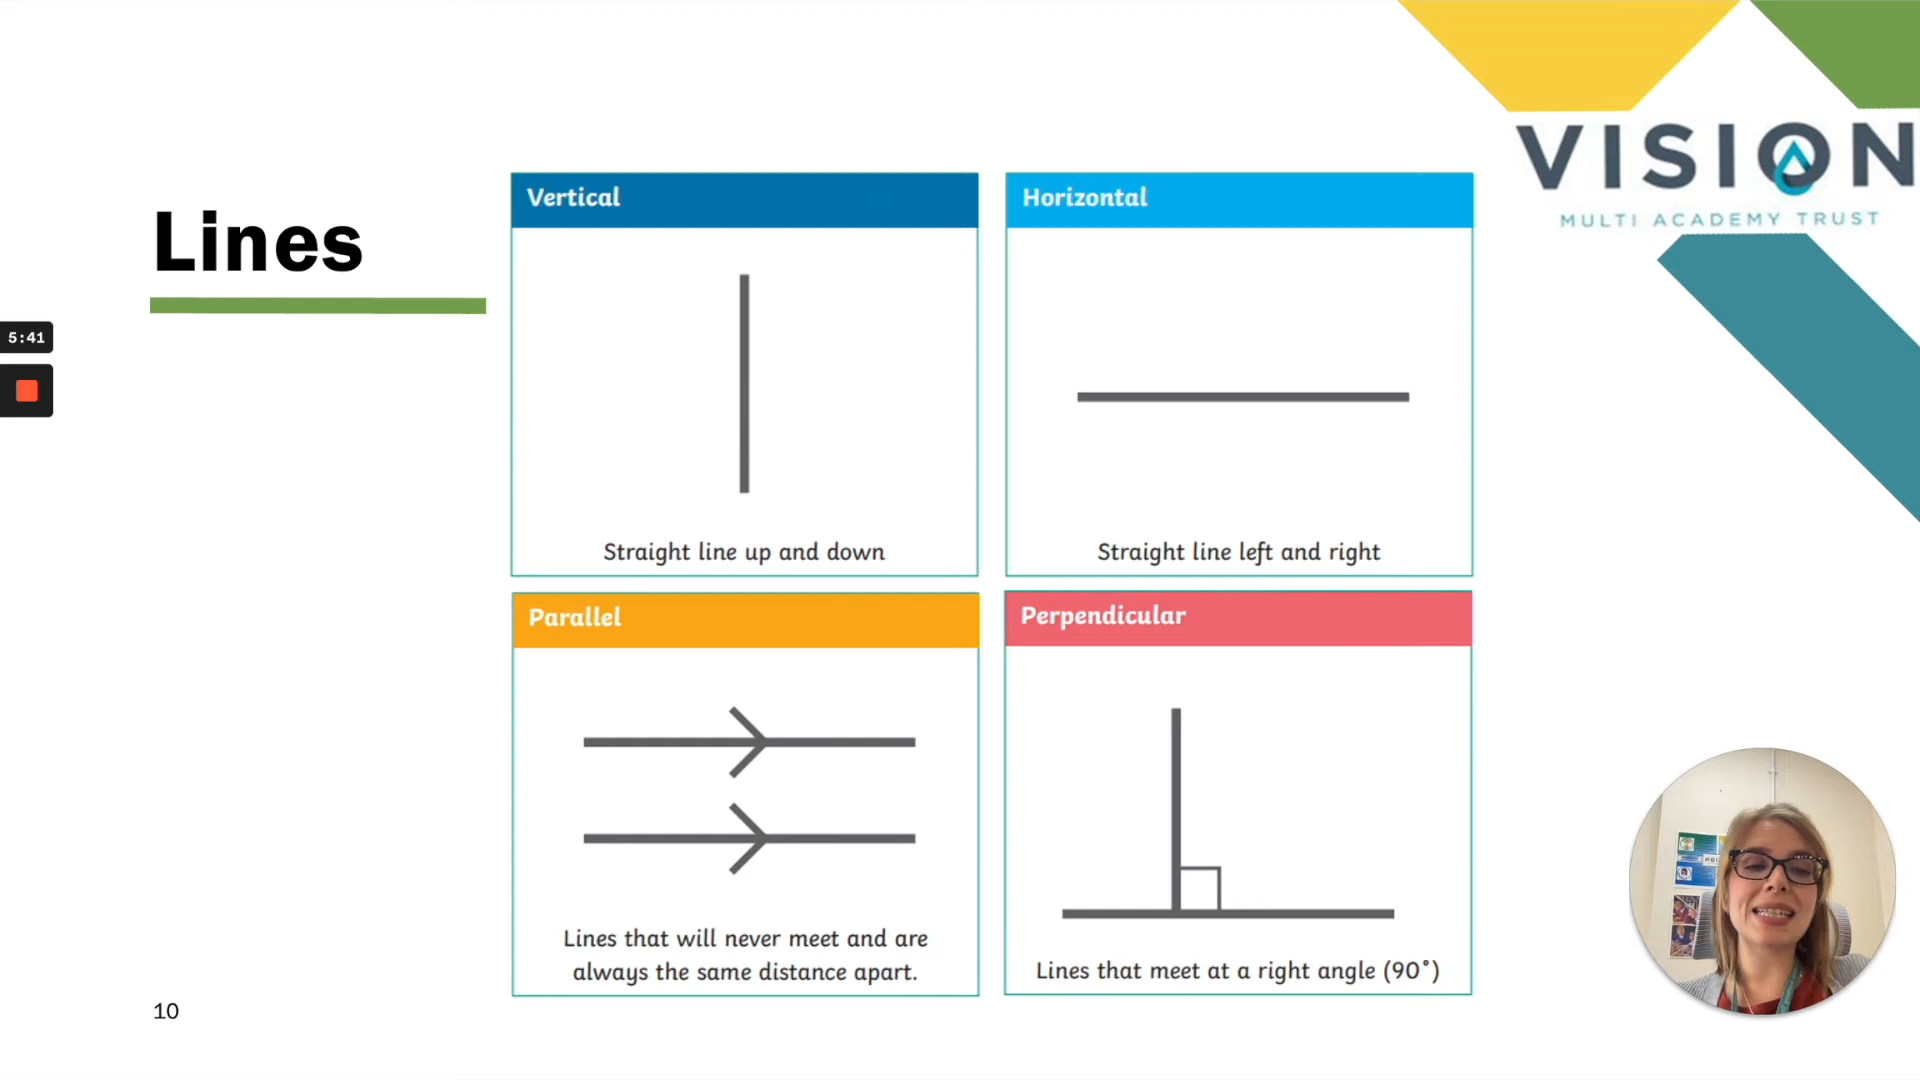 VISION
MULTI ACADEMY TRUST
Lines
5:41
Vertical
Straight line up and down
Horizontal
Straight line left and right
Parallel
Lines that will never meet and are
always the same distance apart.
Perpendicular
Lines that meet at a right angle (90°)
10